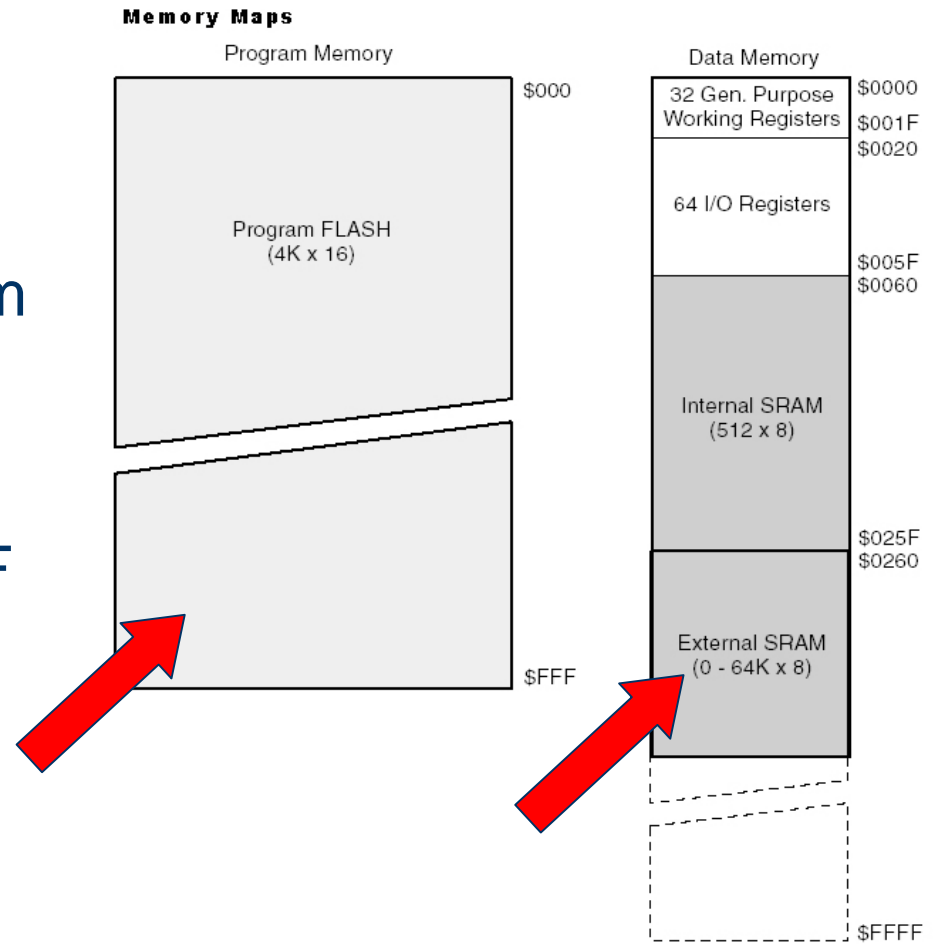 Memory Maps
Program Memory
$000
Program FLASH
(4K x 16)
$FFF
Data Memory
32 Gen. Purpose
Working Registers
$0000
$001F
$0020
64 I/O Registers
$005F
$0060
Internal SRAM
(512 x 8)
$025F
$0260
External SRAM
(0 - 64K x 8)
$FFFF